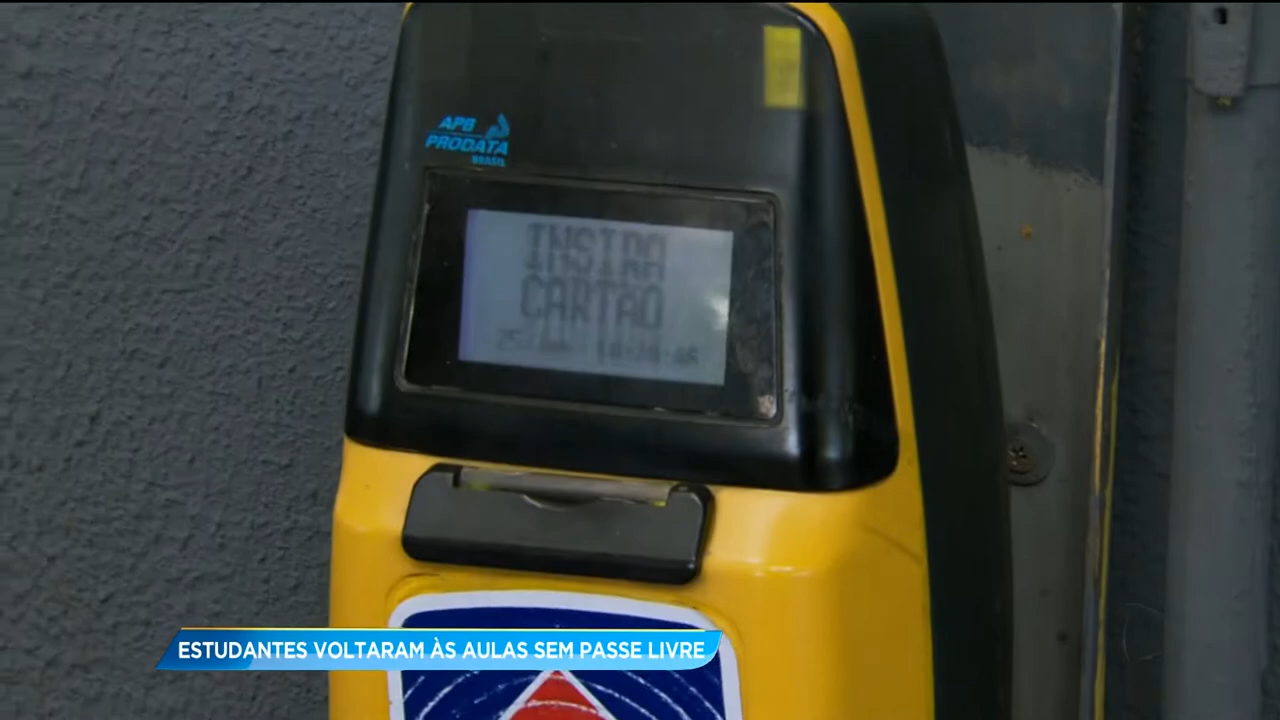 APB
PRODATA
BRASIL
INSIRA
CARTÃO
ESTUDANTES VOLTARAM ÀS AULAS SEM PASSE LIVRE